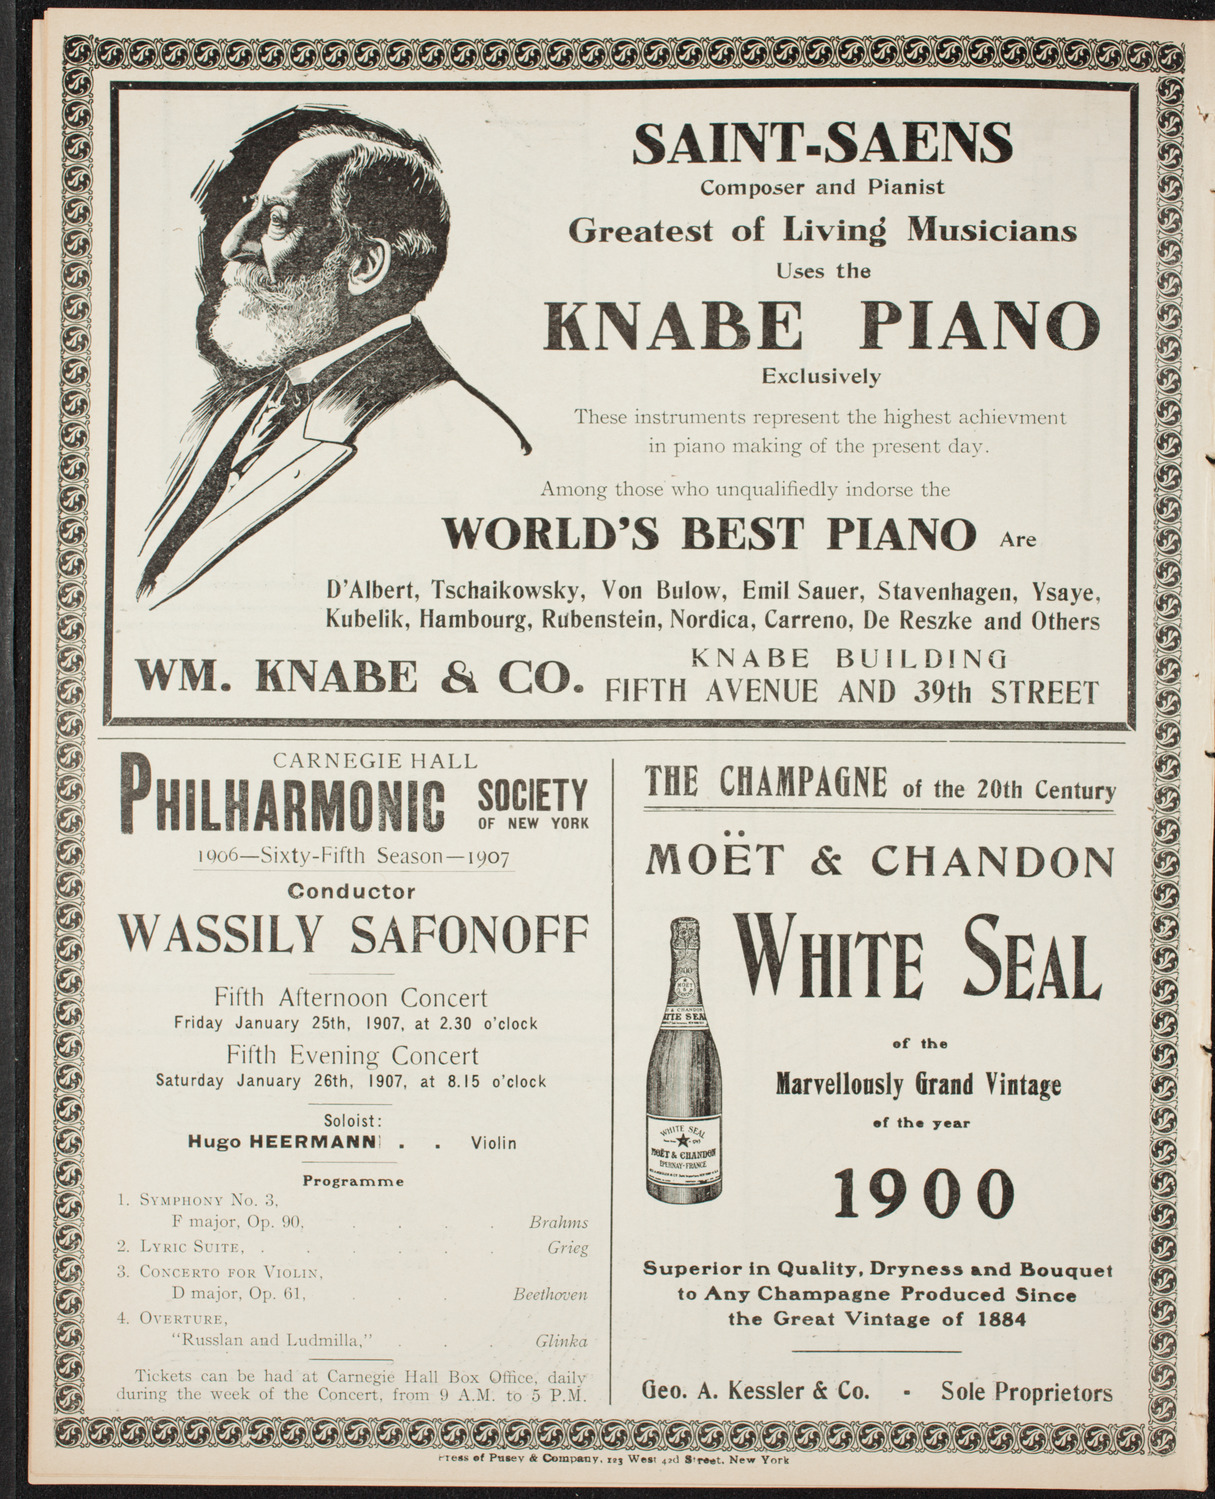 SAINT-SAENS
Composer and Pianist
Greatest of Living Musicians
Uses the
KNABE PIANO
Exclusively
These instruments represent the highest achievment
in piano making of the present day.
Among those who unqualifiedly indorse the
WORLD'S BEST PIANO Are
D'Albert, Tschaikowsky, Von Bulow, Emil Sauer, Stavenhagen, Ysaye,
Kubelik, Hambourg, Rubenstein, Nordica, Carreno, De Reszke and Others
WM. KNABE & CO.
KNABE BUILDING
FIFTH AVENUE AND 39th STREET
CARNEGIE HALL
PHILHARMONIC SOCIETY
OF NEW YORK
1906—Sixty-Fifth Season—1907
Conductor
WASSILY SAFONOFF
Fifth Afternoon Concert
Friday January 25th, 1907, at 2.30 o'clock
Fifth Evening Concert
Saturday January 26th, 1907, at 8.15 o'clock
Soloist:
Hugo HEERMANN . . Violin
Programme
1. SYMPHONY No. 3,
F major, Op. 90, . . . . Brahms
2. LYRIC SUITE, . . . . . . Grieg
3. CONCERTO FOR VIOLIN,
D major, Op. 61, . . . Beethoven
4. OVERTURE,
"Russlan and Ludmilla," . . . Glinka
Tickets can be had at Carnegie Hall Box Office, daily
during the week of the Concert, from 9 A.M. to 5 P.M.
THE CHAMPAGNE of the 20th Century
MOËT & CHANDON
WHITE SEAL
of the
Marvellously Grand Vintage
of the year
1900
WHITE SEAL
MOËT & CHANDON
EPERNAY-FRANCE
Superior in Quality, Dryness and Bouquet
to Any Champagne Produced Since
the Great Vintage of 1884
Geo. A. Kessler & Co. - Sole Proprietors
Press of Pusey & Company, 123 West 42d Street, New York